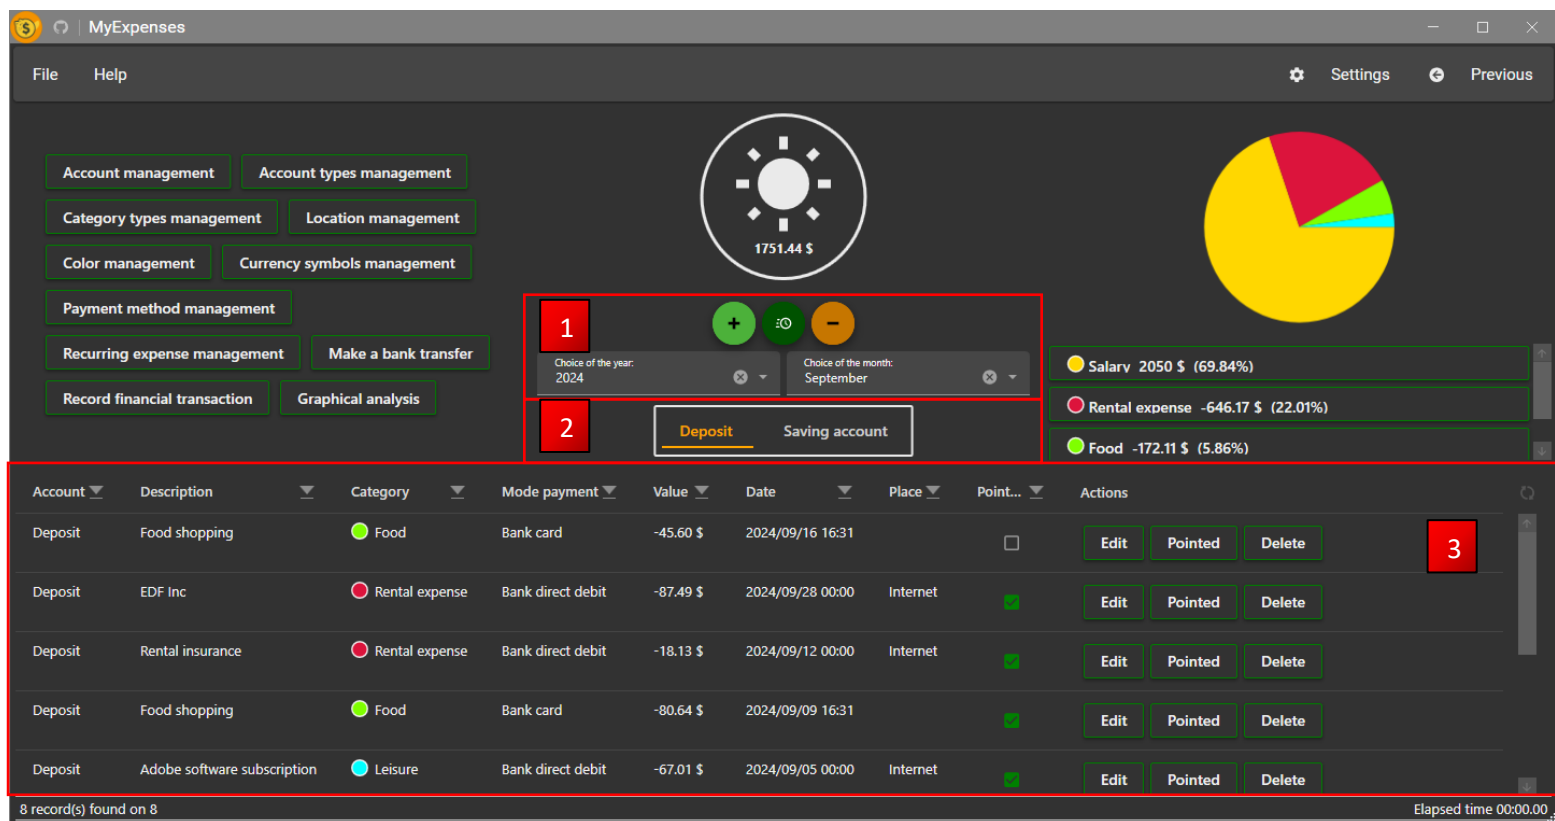 MyExpenses
File Help Settings Previous
Account management Account types management
Category types management Location management
Color management Currency symbols management
Payment method management
Recurring expense management Make a bank transfer
Record financial transaction Graphical analysis
1751.44 $
1
Choice of the year: Choice of the month:
2024 September
2
Deposit Saving account
Salary 2050 $ (69.84%)
Rental expense -646.17 $ (22.01%)
Food -172.11 $ (5.86%)
Account Description Category Mode payment Value Date Place Point... Actions
Deposit Food shopping Food Bank card -45.60 $ 2024/09/16 16:31 Edit Pointed Delete
3
Deposit EDF Inc Rental expense Bank direct debit -87.49 $ 2024/09/28 00:00 Internet Edit Pointed Delete
Deposit Rental insurance Rental expense Bank direct debit -18.13 $ 2024/09/12 00:00 Internet Edit Pointed Delete
Deposit Food shopping Food Bank card -80.64 $ 2024/09/09 16:31 Edit Pointed Delete
Deposit Adobe software subscription Leisure Bank direct debit -67.01 $ 2024/09/05 00:00 Internet Edit Pointed Delete
8 record(s) found on 8 Elapsed time 00:00.00